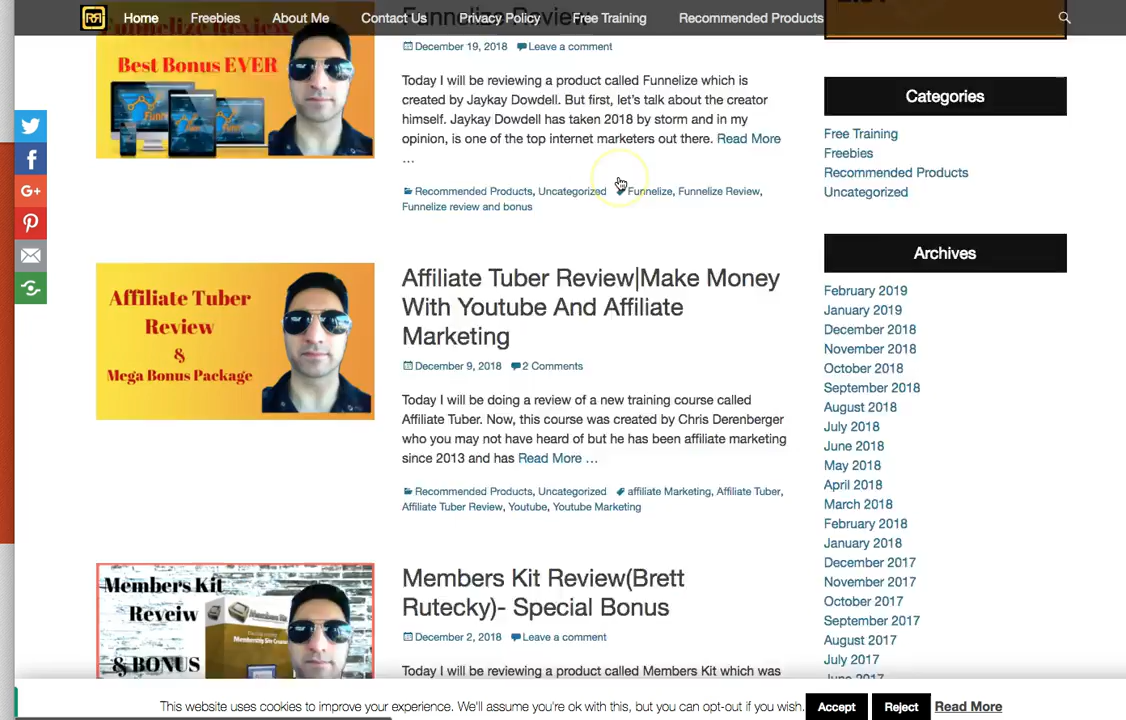 Home Freebies About Me Contact Us Privacy Policy Free Training Recommended Products
Funnelize Review
Best Bonus EVER
Funnelize Review
December 19, 2018 Leave a comment
Today I will be reviewing a product called Funnelize which is
created by Jaykay Dowdell. But first, let's talk about the creator
himself. Jaykay Dowdell has taken 2018 by storm and in my
opinion, is one of the top internet marketers out there. Read More
…
Recommended Products, Uncategorized Funnelize, Funnelize Review,
Funnelize review and bonus
Affiliate Tuber
Review
&
Mega Bonus Package
Affiliate Tuber Review|Make Money
With Youtube And Affiliate
Marketing
December 9, 2018 2 Comments
Today I will be doing a review of a new training course called
Affiliate Tuber. Now, this course was created by Chris Derenberger
who you may not have heard of but he has been affiliate marketing
since 2013 and has Read More …
Recommended Products, Uncategorized affiliate Marketing, Affiliate Tuber,
Affiliate Tuber Review, Youtube, Youtube Marketing
Members Kit
Reveiw
& BONUS
Members Kit Review(Brett
Rutecky)- Special Bonus
December 2, 2018 Leave a comment
Today I will be reviewing a product called Members Kit which was
Categories
Free Training
Freebies
Recommended Products
Uncategorized
Archives
February 2019
January 2019
December 2018
November 2018
October 2018
September 2018
August 2018
July 2018
June 2018
May 2018
April 2018
March 2018
February 2018
January 2018
December 2017
November 2017
October 2017
September 2017
August 2017
July 2017
June 2017
This website uses cookies to improve your experience. We'll assume you're ok with this, but you can opt-out if you wish. Accept Reject Read More